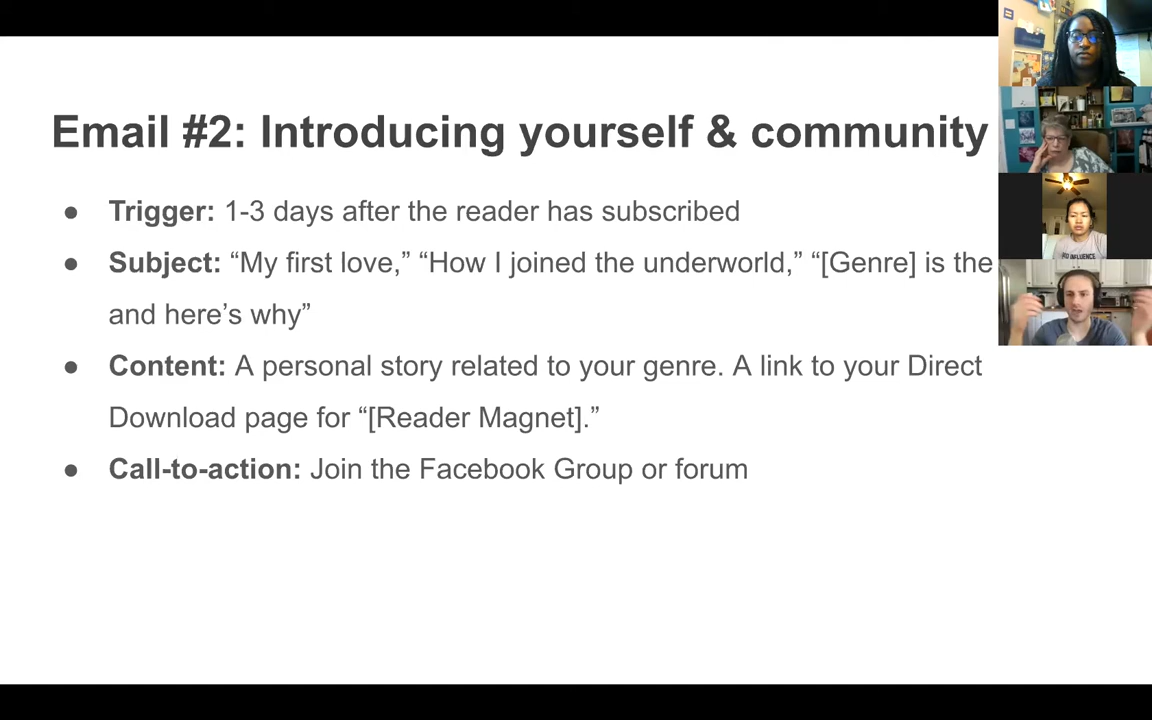 Email #2: Introducing yourself & community
● Trigger: 1-3 days after the reader has subscribed
● Subject: “My first love,” “How I joined the underworld,” “[Genre] is the
and here’s why”
● Content: A personal story related to your genre. A link to your Direct
Download page for “[Reader Magnet].”
● Call-to-action: Join the Facebook Group or forum
INFLUENCE